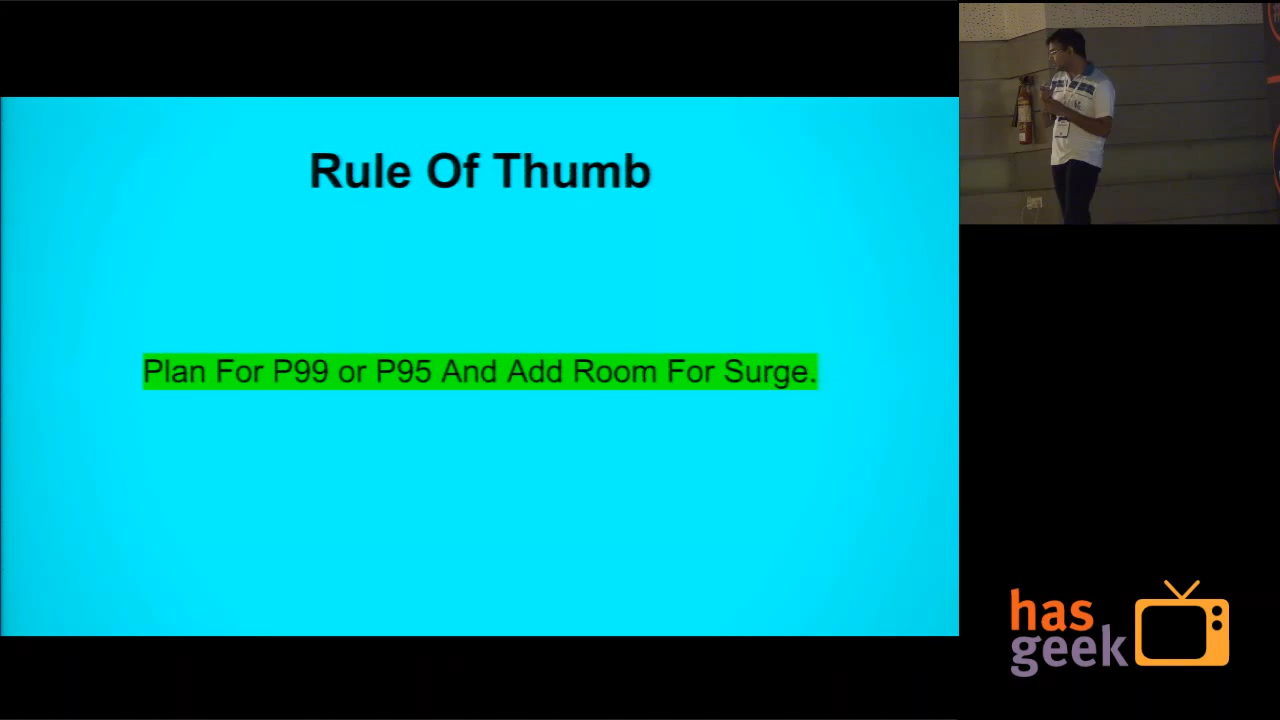 Rule Of Thumb
Plan For P99 or P95 And Add Room For Surge.
has
geek